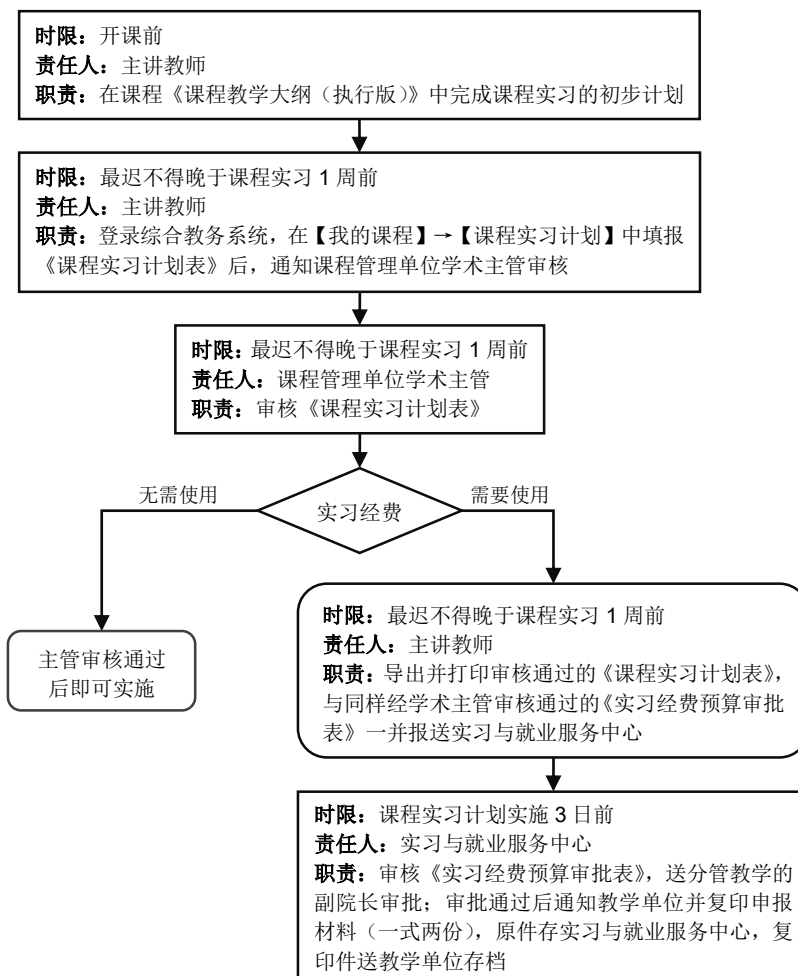 时限：开课前
责任人：主讲教师
职责：在课程《课程教学大纲（执行版）》中完成课程实习的初步计划
时限：最迟不得晚于课程实习 1 周前
责任人：主讲教师
职责：登录综合教务系统，在【我的课程】→【课程实习计划】中填报
《课程实习计划表》后，通知课程管理单位学术主管审核
时限：最迟不得晚于课程实习 1 周前
责任人：课程管理单位学术主管
职责：审核《课程实习计划表》
无需使用
实习经费
需要使用
主管审核通过
后即可实施
时限：最迟不得晚于课程实习 1 周前
责任人：主讲教师
职责：导出并打印审核通过的《课程实习计划表》，
与同样经学术主管审核通过的《实习经费预算审批
表》一并报送实习与就业服务中心
时限：课程实习计划实施 3 日前
责任人：实习与就业服务中心
职责：审核《实习经费预算审批表》，送分管教学的
副院长审批；审批通过后通知教学单位并复印申报
材料（一式两份），原件存实习与就业服务中心，复
印件送教学单位存档